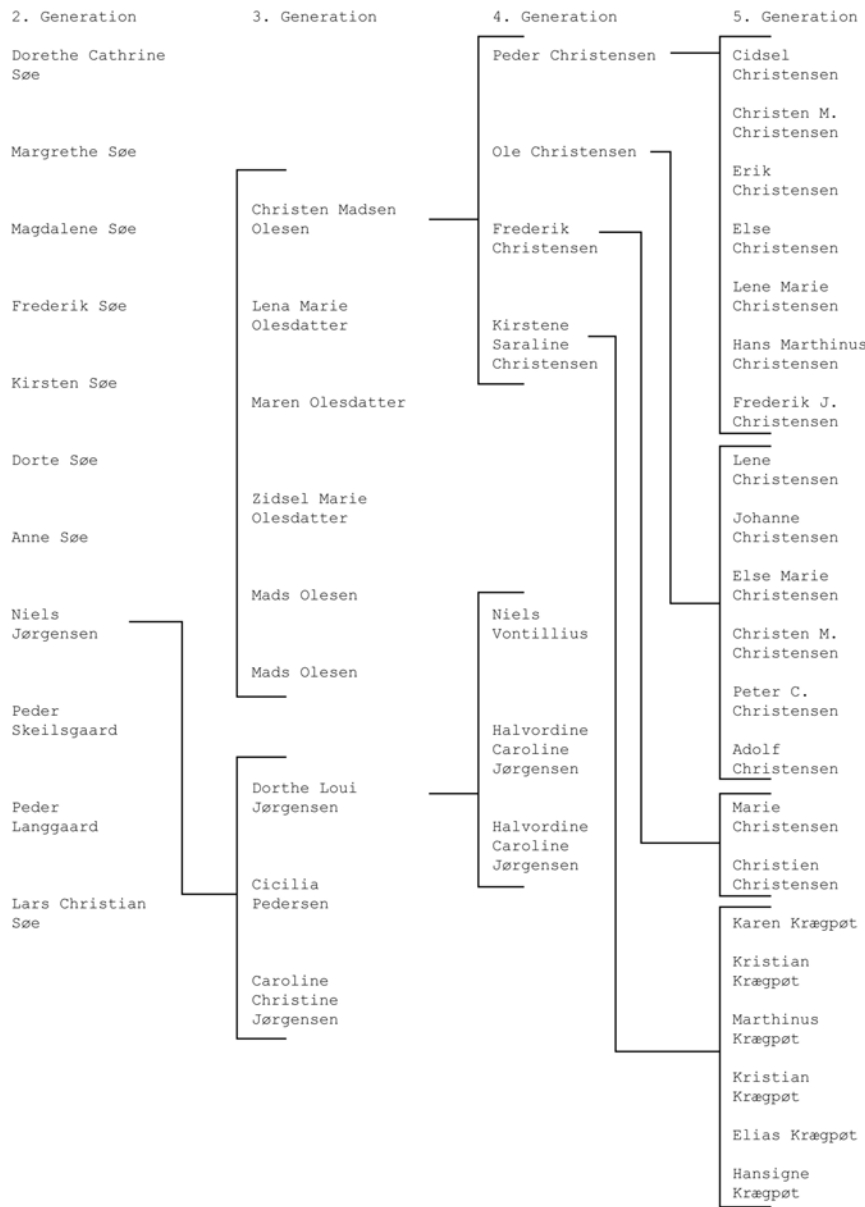 2. Generation
Dorethe Cathrine
Søe
Margrethe Søe
Magdalene Søe
Frederik Søe
Kirsten Søe
Dorte Søe
Anne Søe
Niels
Jørgensen
Peder
Skeilsgaard
Peder
Langgaard
Lars Christian
Søe
3. Generation
Christen Madsen
Olesen
Lena Marie
Olesdatter
Maren Olesdatter
Zidsel Marie
Olesdatter
Mads Olesen
Mads Olesen
Dorthe Loui
Jørgensen
Cicilia
Pedersen
Caroline
Christine
Jørgensen
4. Generation
Peder Christensen
Ole Christensen
Frederik
Christensen
Kirstene
Saraline
Christensen
Niels
Vontillius
Halvordine
Caroline
Jørgensen
Halvordine
Caroline
Jørgensen
5. Generation
Cidsel
Christensen
Christen M.
Christensen
Erik
Christensen
Else
Christensen
Lene Marie
Christensen
Hans Marthinus
Christensen
Frederik J.
Christensen
Lene
Christensen
Johanne
Christensen
Else Marie
Christensen
Christen M.
Christensen
Peter C.
Christensen
Adolf
Christensen
Marie
Christensen
Christien
Christensen
Karen Krægpøt
Kristian
Krægpøt
Marthinus
Krægpøt
Kristian
Krægpøt
Elias Krægpøt
Hansigne
Krægpøt